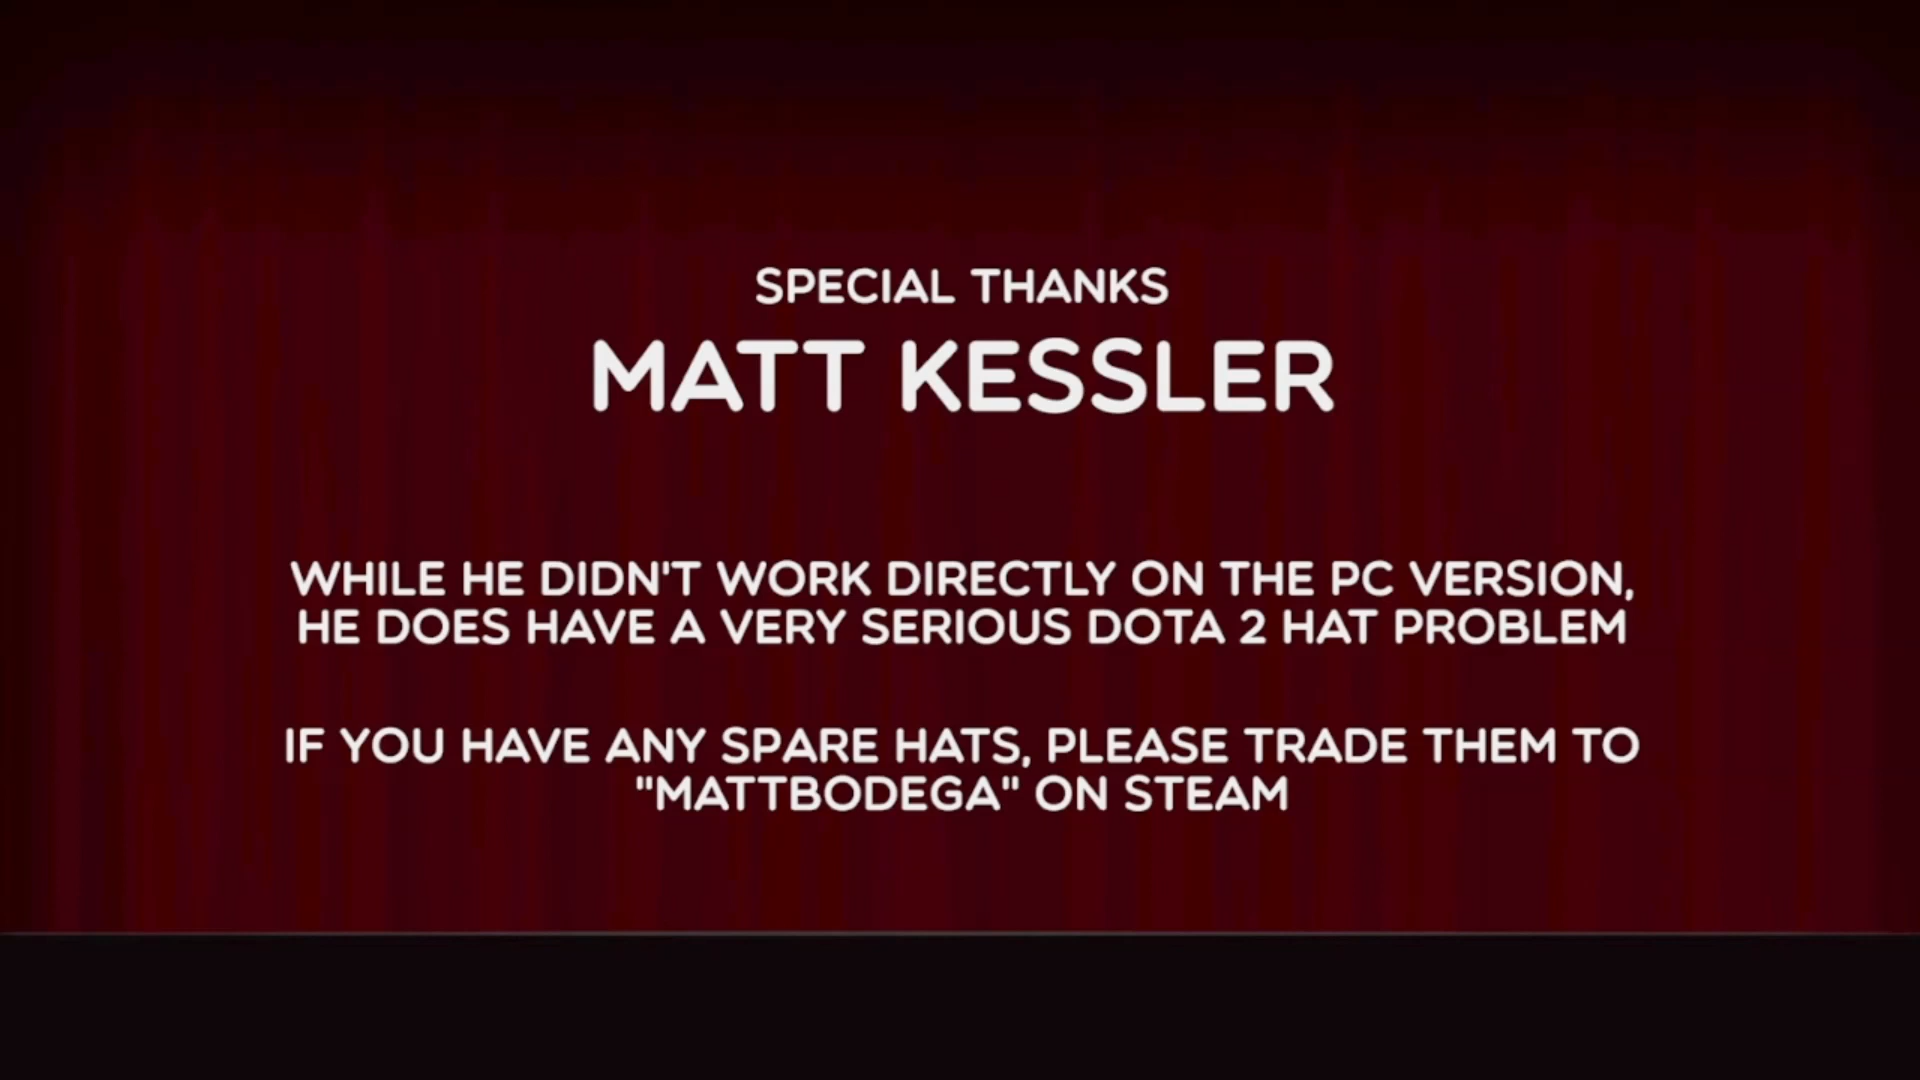 SPECIAL THANKS
MATT KESSLER
WHILE HE DIDN'T WORK DIRECTLY ON THE PC VERSION,
HE DOES HAVE A VERY SERIOUS DOTA 2 HAT PROBLEM
IF YOU HAVE ANY SPARE HATS, PLEASE TRADE THEM TO
"MATTBODEGA" ON STEAM